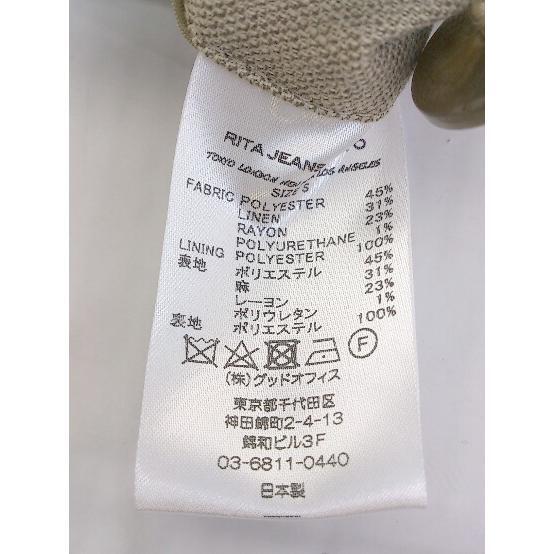 RITA JEANS
TOKYO LONDON LOS ANGELES
SIZE S
FABRIC POLYESTER 45%
LINEN 31%
RAYON 23%
POLYURETHANE 1%
LINING POLYESTER 100%
表地 ポリエステル 45%
麻 31%
レーヨン 23%
ポリウレタン 1%
裏地 ポリエステル 100%
F
(株)グッドオフィス
東京都千代田区
神田錦町2-4-13
錦和ビル3F
03-6811-0440
日本製